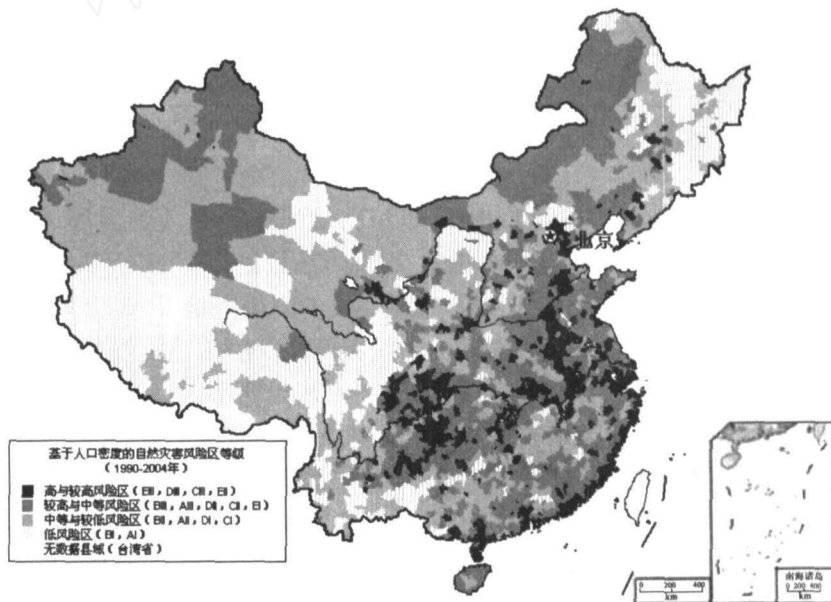 北京
基于人口密度的自然灾害风险区等级
(1990-2004年)
高与较高风险区(EⅢ,DⅢ,CⅢ,EⅡ)
较高与中等风险区(BⅢ,AⅢ,DⅡ,CⅡ,EⅠ)
中等与较低风险区(BⅡ,AⅡ,DⅠ,CⅠ)
低风险区(BⅠ,AⅠ)
无数据县域(台湾省)
0 200 400
km
南海诸岛
0 200 400
km